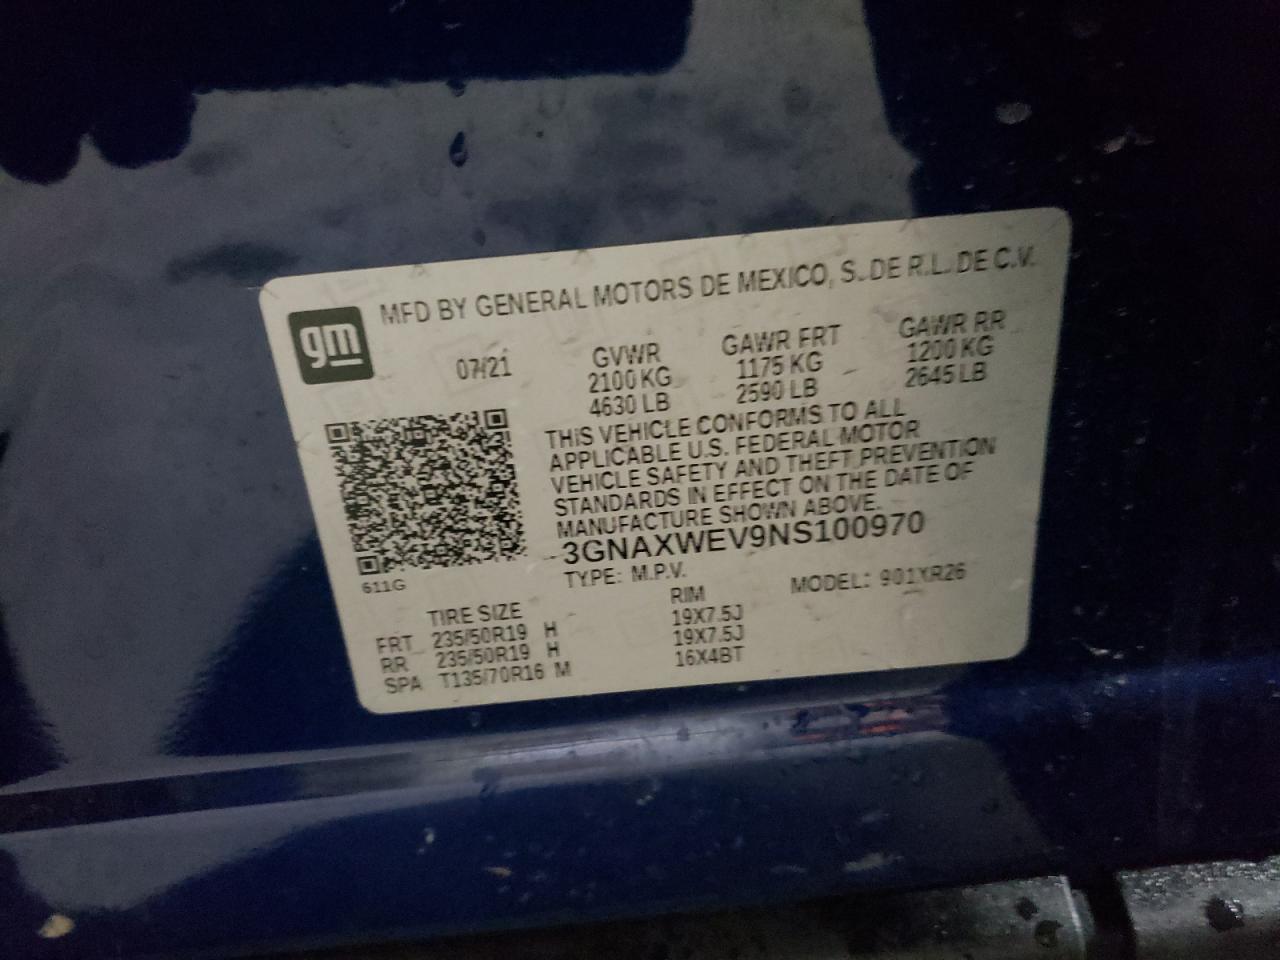 gm
MFD BY GENERAL MOTORS DE MEXICO, S. DE R.L. DE C.V.
07/21 GVWR GAWR FRT GAWR RR
2100 KG 1175 KG 1200 KG
4630 LB 2590 LB 2645 LB
THIS VEHICLE CONFORMS TO ALL
APPLICABLE U.S. FEDERAL MOTOR
VEHICLE SAFETY AND THEFT PREVENTION
STANDARDS IN EFFECT ON THE DATE OF
MANUFACTURE SHOWN ABOVE.
3GNAXWEV9NS100970
611G
TYPE: M.P.V. MODEL: 901XR26
TIRE SIZE RIM
FRT 235/50R19 H 19X7.5J
RR 235/50R19 H 19X7.5J
SPA T135/70R16 M 16X4BT